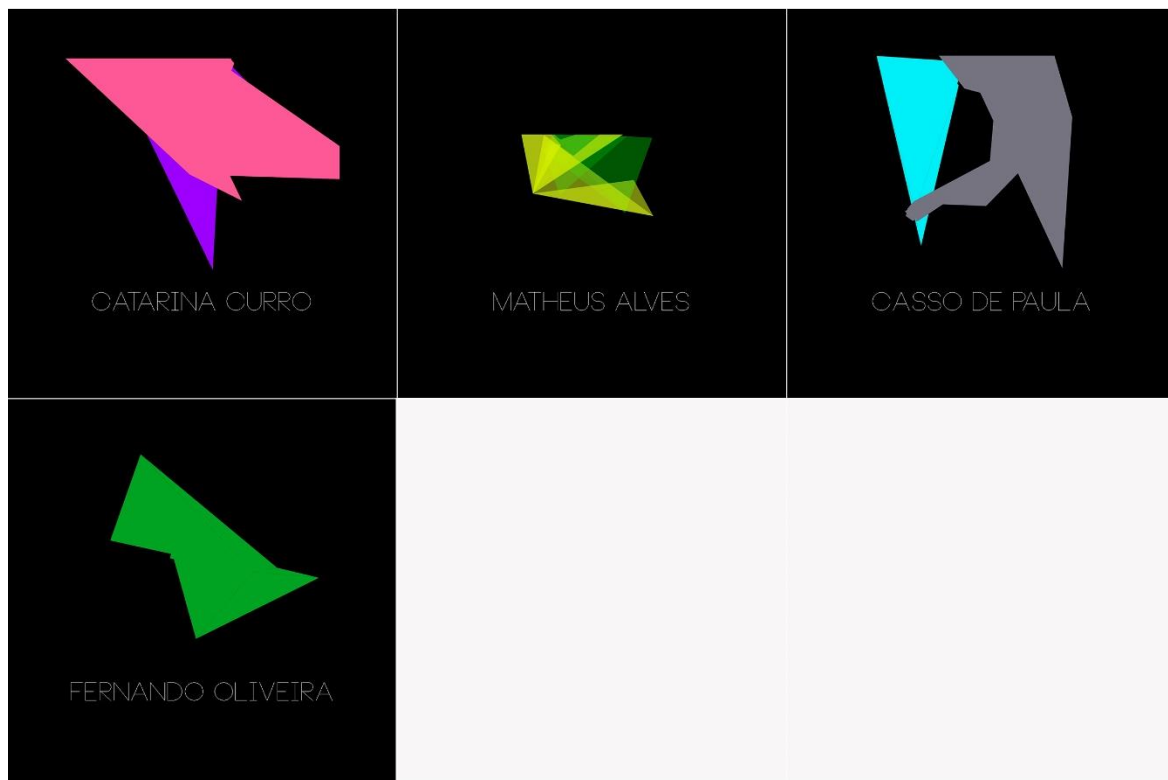 CATARINA CURRO
MATHEUS ALVES
CASSO DE PAULA
FERNANDO OLIVEIRA